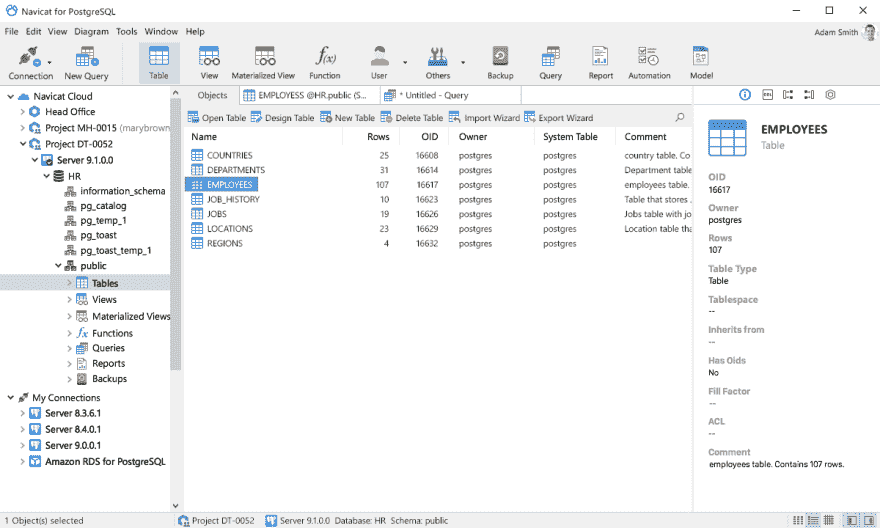 Navicat for PostgreSQL
File Edit View Diagram Tools Window Help
Adam Smith
Connection New Query Table View Materialized View Function User Others Backup Query Report Automation Model
Navicat Cloud
Head Office
Project MH-0015 (marybrown
Project DT-0052
Server 9.1.0.0
HR
information_schema
pg_catalog
pg_temp_1
pg_toast
pg_toast_temp_1
public
Tables
Views
Materialized Views
Functions
Queries
Reports
Backups
My Connections
Server 8.3.6.1
Server 8.4.0.1
Server 9.0.0.1
Amazon RDS for PostgreSQL
Objects EMPLOYESS @HR.public (S... * Untitled - Query
Open Table Design Table New Table Delete Table Import Wizard Export Wizard
Name Rows OID Owner System Table Comment
COUNTRIES 25 16608 postgres postgres country table. Co
DEPARTMENTS 31 16614 postgres postgres Department table
EMPLOYEES 107 16617 postgres postgres employees table.
JOB_HISTORY 10 16623 postgres postgres Table that stores .
JOBS 19 16626 postgres postgres Jobs table with jo
LOCATIONS 23 16629 postgres postgres Location table tha
REGIONS 4 16632 postgres postgres
DDL
EMPLOYEES
Table
OID
16617
Owner
postgres
Rows
107
Table Type
Table
Tablespace
--
Inherits from
--
Has Oids
No
Fill Factor
--
ACL
--
Comment
employees table. Contains 107 rows.
1 Object(s) selected
Project DT-0052 Server 9.1.0.0 Database: HR Schema: public